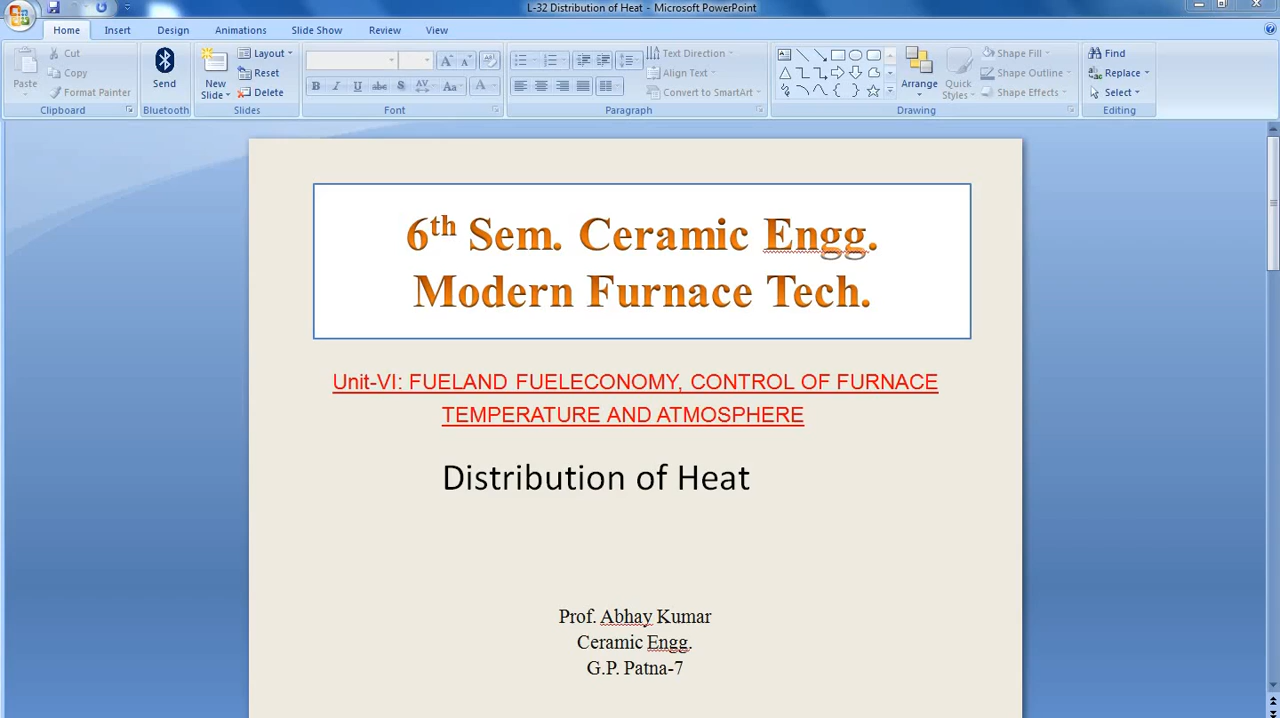 L-32 Distribution of Heat - Microsoft PowerPoint
Home Insert Design Animations Slide Show Review View
Paste
Cut
Copy
Format Painter
Clipboard
Send
Bluetooth
New Slide
Layout
Reset
Delete
Slides
B I U abc S AV Aa A
Font
Text Direction
Align Text
Convert to SmartArt
Paragraph
Arrange
Quick Styles
Shape Fill
Shape Outline
Shape Effects
Drawing
Find
Replace
Select
Editing
6th Sem. Ceramic Engg.
Modern Furnace Tech.
Unit-VI: FUELAND FUELECONOMY, CONTROL OF FURNACE
TEMPERATURE AND ATMOSPHERE
Distribution of Heat
Prof. Abhay Kumar
Ceramic Engg.
G.P. Patna-7